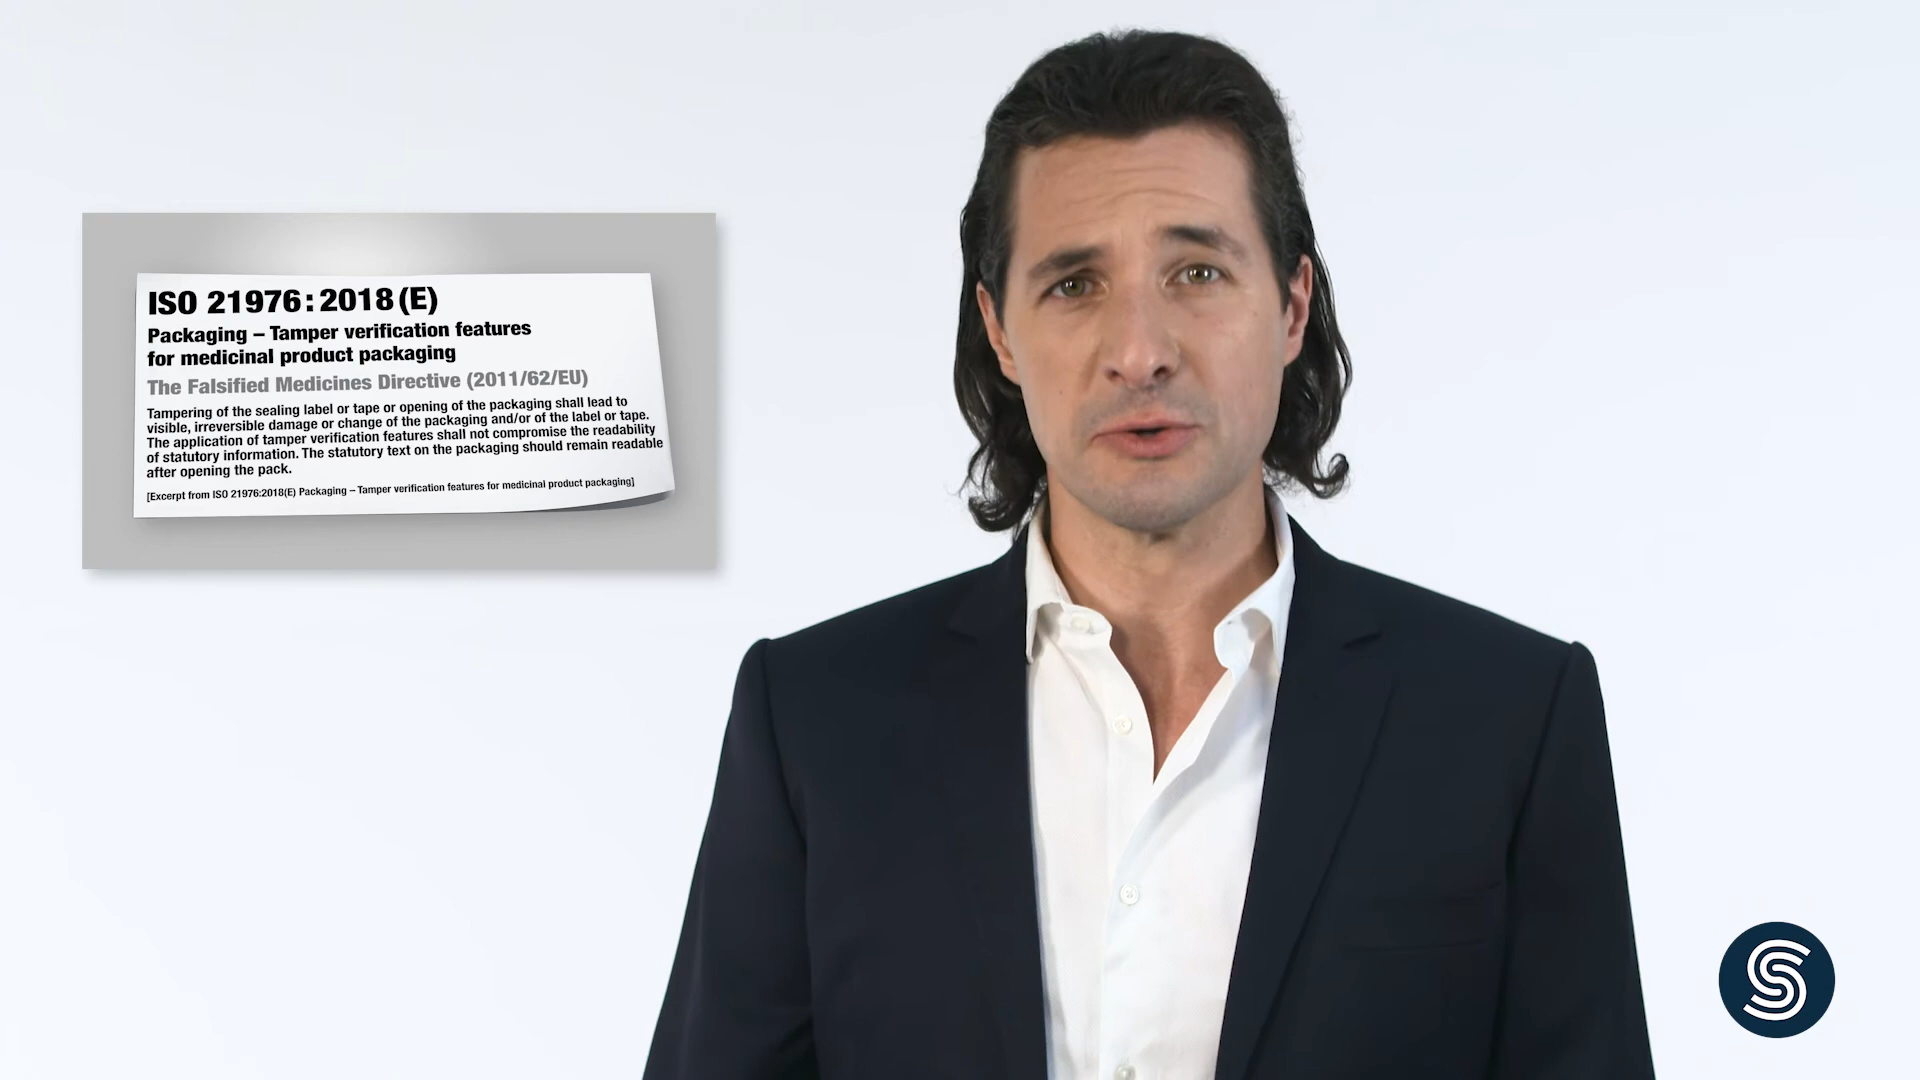 ISO 21976:2018 (E)
Packaging – Tamper verification features
for medicinal product packaging
The Falsified Medicines Directive (2011/62/EU)
Tampering of the sealing label or tape or opening of the packaging shall lead to
visible, irreversible damage or change of the packaging and/or of the label or tape.
The application of tamper verification features shall not compromise the readability
of statutory information. The statutory text on the packaging should remain readable
after opening the pack.
[Excerpt from ISO 21976:2018(E) Packaging – Tamper verification features for medicinal product packaging]
S